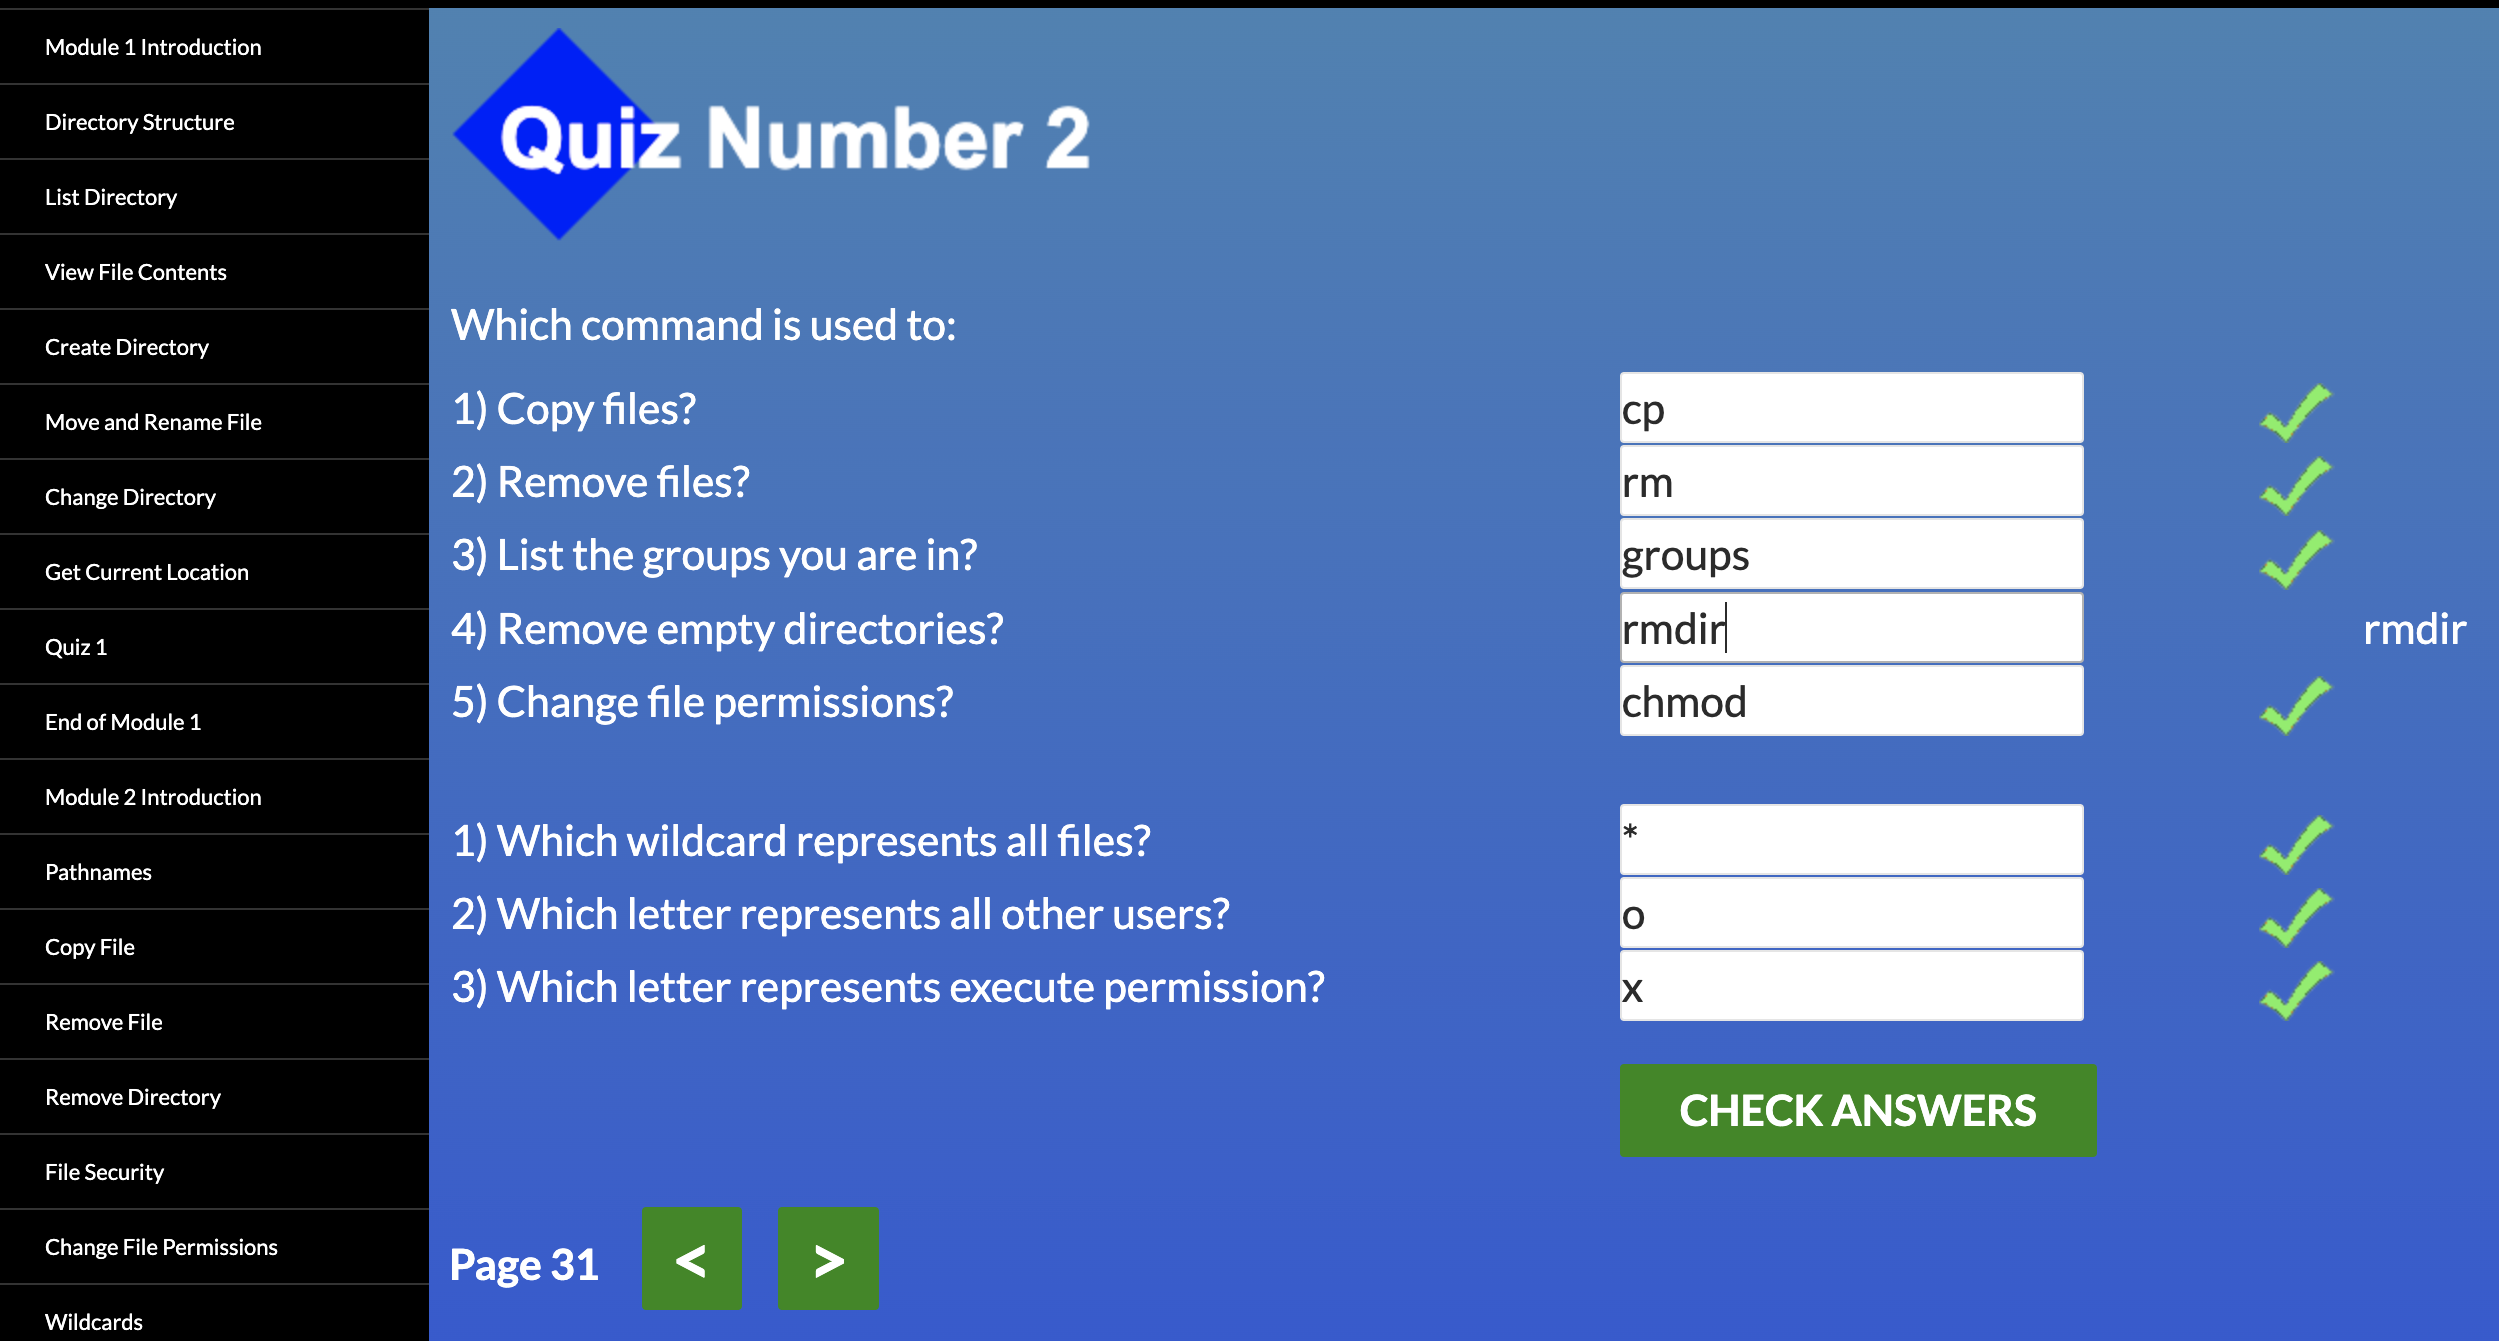 Module 1 Introduction
Directory Structure
List Directory
View File Contents
Create Directory
Move and Rename File
Change Directory
Get Current Location
Quiz 1
End of Module 1
Module 2 Introduction
Pathnames
Copy File
Remove File
Remove Directory
File Security
Change File Permissions
Wildcards
Quiz Number 2
Which command is used to:
1) Copy files? cp
2) Remove files? rm
3) List the groups you are in? groups
4) Remove empty directories? rmdir rmdir
5) Change file permissions? chmod
1) Which wildcard represents all files? *
2) Which letter represents all other users? o
3) Which letter represents execute permission? x
CHECK ANSWERS
Page 31 < >